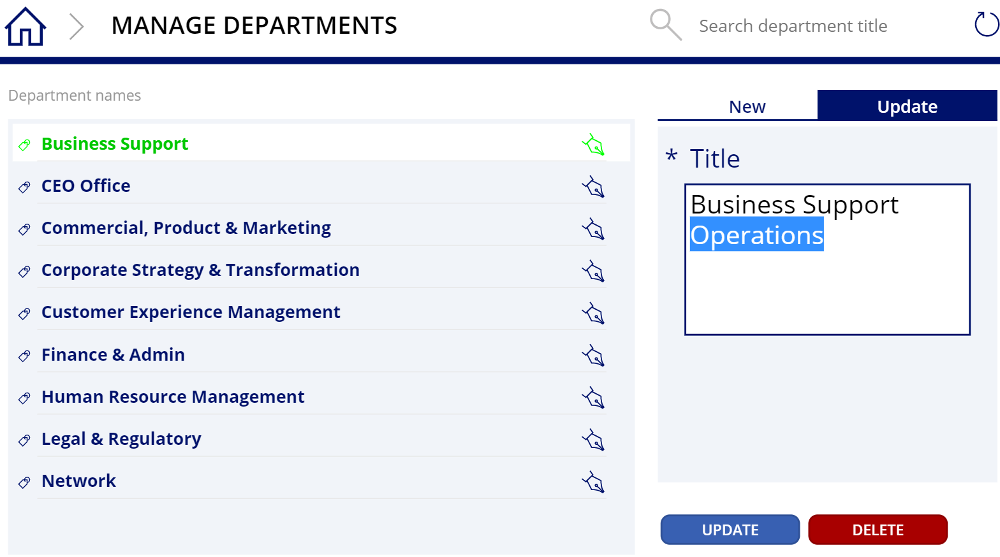 MANAGE DEPARTMENTS
Search department title
Department names
Business Support
CEO Office
Commercial, Product & Marketing
Corporate Strategy & Transformation
Customer Experience Management
Finance & Admin
Human Resource Management
Legal & Regulatory
Network
New
Update
* Title
Business Support
Operations
UPDATE
DELETE